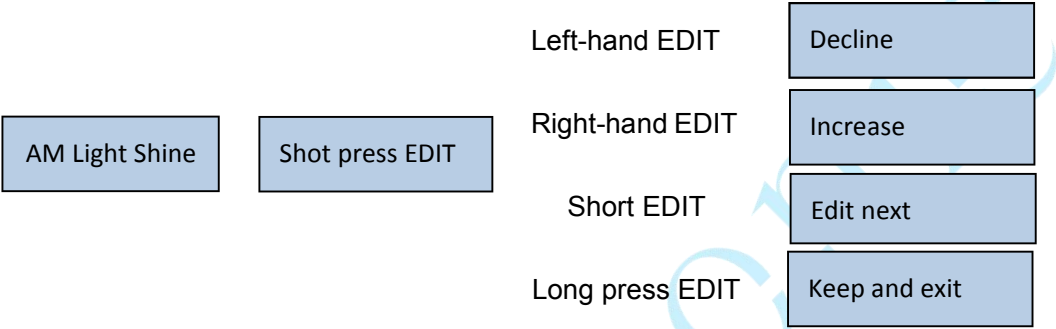 Left-hand EDIT
Decline
Right-hand EDIT
Increase
AM Light Shine
Shot press EDIT
Short EDIT
Edit next
Long press EDIT
Keep and exit